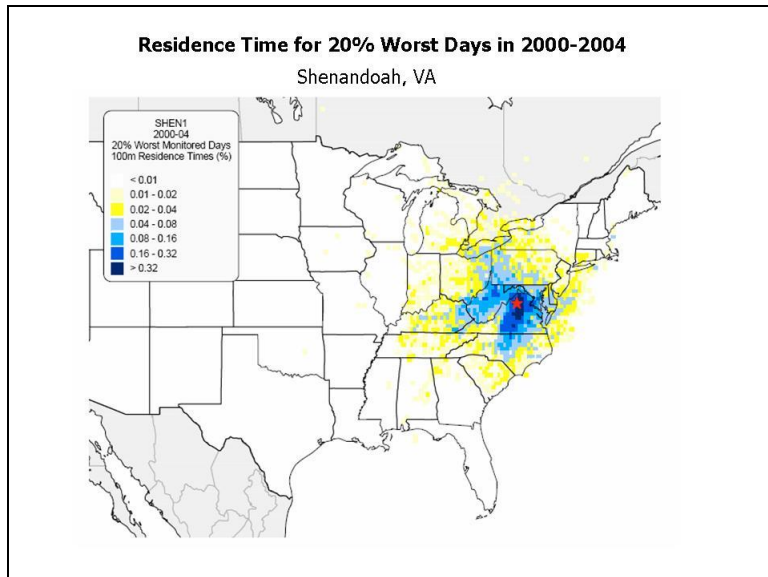 Residence Time for 20% Worst Days in 2000-2004
Shenandoah, VA
SHEN1
2000-04
20% Worst Monitored Days
100m Residence Times (%)
< 0.01
0.01 - 0.02
0.02 - 0.04
0.04 - 0.08
0.08 - 0.16
0.16 - 0.32
> 0.32